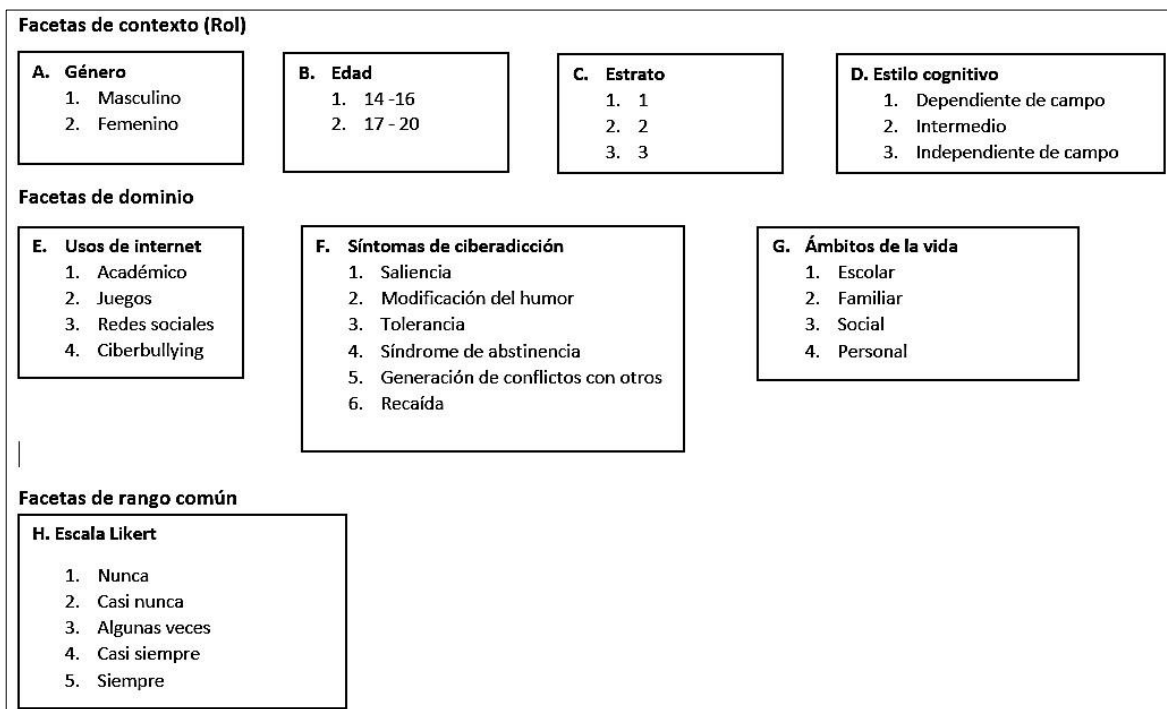 Facetas de contexto (Rol)
A. Género
1. Masculino
2. Femenino
B. Edad
1. 14 -16
2. 17 - 20
C. Estrato
1. 1
2. 2
3. 3
D. Estilo cognitivo
1. Dependiente de campo
2. Intermedio
3. Independiente de campo
Facetas de dominio
E. Usos de internet
1. Académico
2. Juegos
3. Redes sociales
4. Ciberbullying
F. Síntomas de ciberadicción
1. Saliencia
2. Modificación del humor
3. Tolerancia
4. Síndrome de abstinencia
5. Generación de conflictos con otros
6. Recaída
G. Ámbitos de la vida
1. Escolar
2. Familiar
3. Social
4. Personal
Facetas de rango común
H. Escala Likert
1. Nunca
2. Casi nunca
3. Algunas veces
4. Casi siempre
5. Siempre